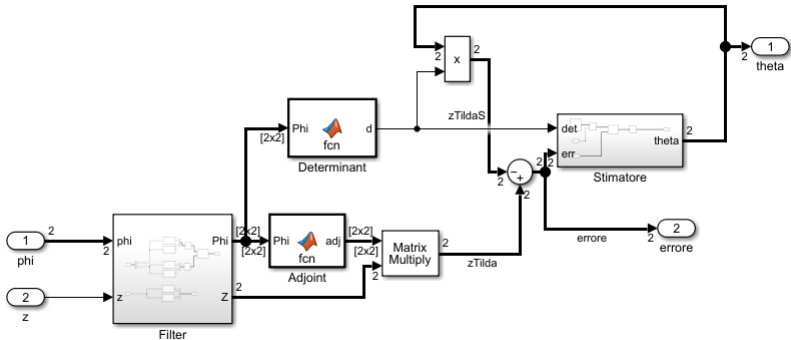 1
theta
2
2
x
2
zTildaS
Phi
d
fcn
[2x2]
Determinant
det
err
theta
2
Stimatore
2
2
2
2
2
errore
2
2
errore
1
phi
2
2
phi
Phi
[2x2]
[2x2]
Phi
adj
fcn
Adjoint
[2x2]
[2x2]
Matrix
Multiply
2
2
zTilda
2
z
z
Z
2
Filter